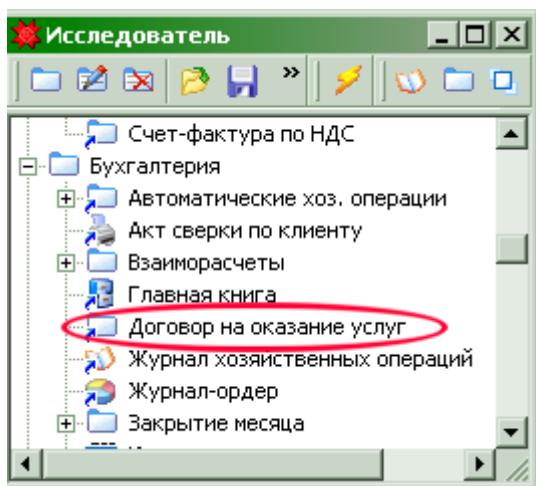 Исследователь
»
Счет-фактура по НДС
Бухгалтерия
Автоматические хоз. операции
Акт сверки по клиенту
Взаиморасчеты
Главная книга
Договор на оказание услуг
Журнал хозяйственных операций
Журнал-ордер
Закрытие месяца